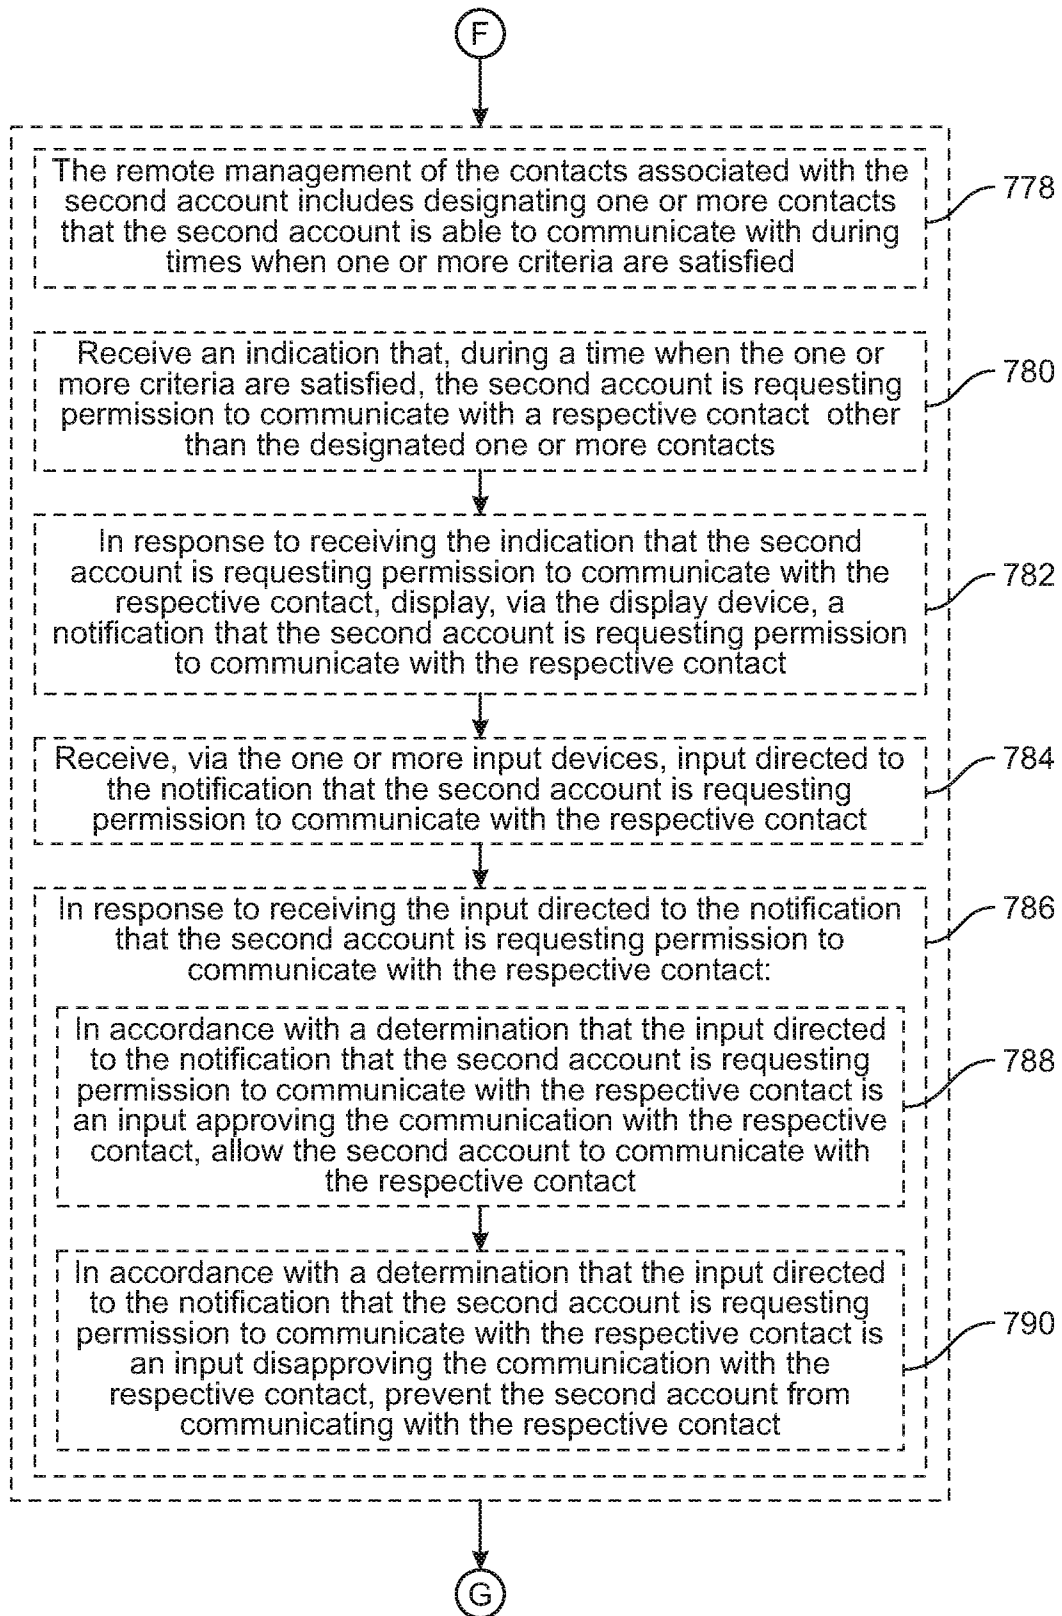 F
The remote management of the contacts associated with the
second account includes designating one or more contacts
that the second account is able to communicate with during
times when one or more criteria are satisfied
778
Receive an indication that, during a time when the one or
more criteria are satisfied, the second account is requesting
permission to communicate with a respective contact other
than the designated one or more contacts
780
In response to receiving the indication that the second
account is requesting permission to communicate with the
respective contact, display, via the display device, a
notification that the second account is requesting permission
to communicate with the respective contact
782
Receive, via the one or more input devices, input directed to
the notification that the second account is requesting
permission to communicate with the respective contact
784
In response to receiving the input directed to the notification
that the second account is requesting permission to
communicate with the respective contact:
786
In accordance with a determination that the input directed
to the notification that the second account is requesting
permission to communicate with the respective contact is
an input approving the communication with the respective
contact, allow the second account to communicate with
the respective contact
788
In accordance with a determination that the input directed
to the notification that the second account is requesting
permission to communicate with the respective contact is
an input disapproving the communication with the
respective contact, prevent the second account from
communicating with the respective contact
790
G